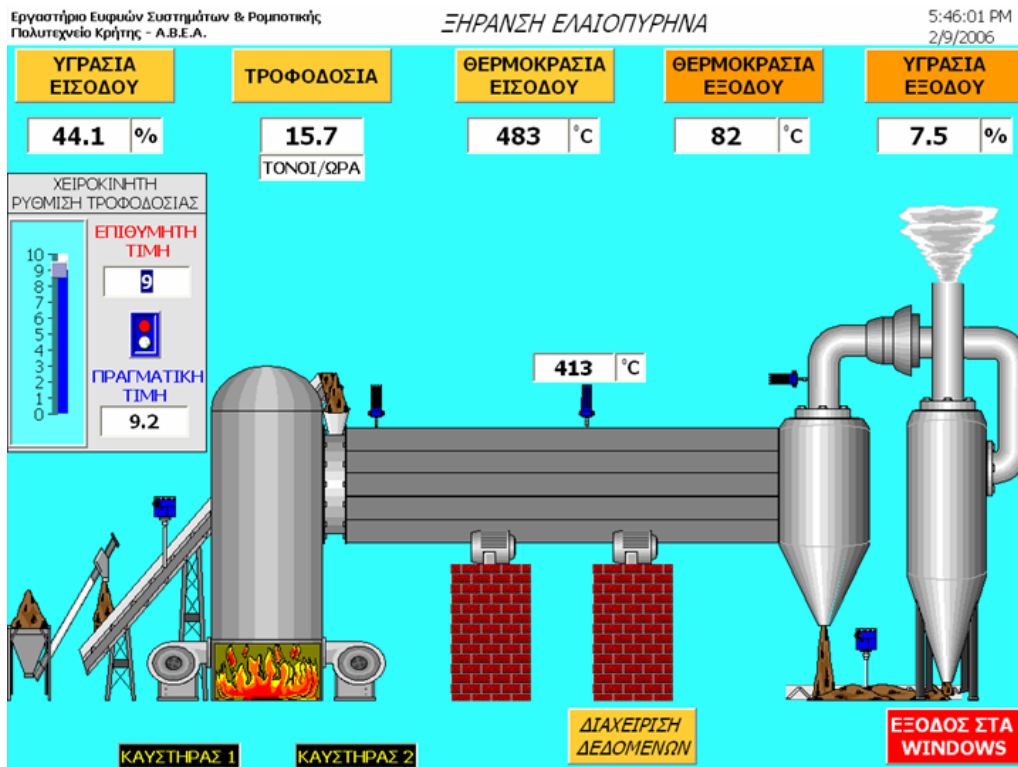 Εργαστήριο Ευφυών Συστημάτων & Ρομποτικής
Πολυτεχνείο Κρήτης - Α.Β.Ε.Α.
ΞΗΡΑΝΣΗ ΕΛΑΙΟΠΥΡΗΝΑ
5:46:01 PM
2/9/2006
ΥΓΡΑΣΙΑ
ΕΙΣΟΔΟΥ
ΤΡΟΦΟΔΟΣΙΑ
ΘΕΡΜΟΚΡΑΣΙΑ
ΕΙΣΟΔΟΥ
ΘΕΡΜΟΚΡΑΣΙΑ
ΕΞΟΔΟΥ
ΥΓΡΑΣΙΑ
ΕΞΟΔΟΥ
44.1 %
15.7
ΤΟΝΟΙ/ΩΡΑ
483 °C
82 °C
7.5 %
ΧΕΙΡΟΚΙΝΗΤΗ
ΡΥΘΜΙΣΗ ΤΡΟΦΟΔΟΣΙΑΣ
ΕΠΙΘΥΜΗΤΗ
ΤΙΜΗ
9
10
9
8
7
6
5
4
3
2
1
0
ΠΡΑΓΜΑΤΙΚΗ
ΤΙΜΗ
9.2
413 °C
ΚΑΥΣΤΗΡΑΣ 1
ΚΑΥΣΤΗΡΑΣ 2
ΔΙΑΧΕΙΡΙΣΗ
ΔΕΔΟΜΕΝΩΝ
ΕΞΟΔΟΣ ΣΤΑ
WINDOWS